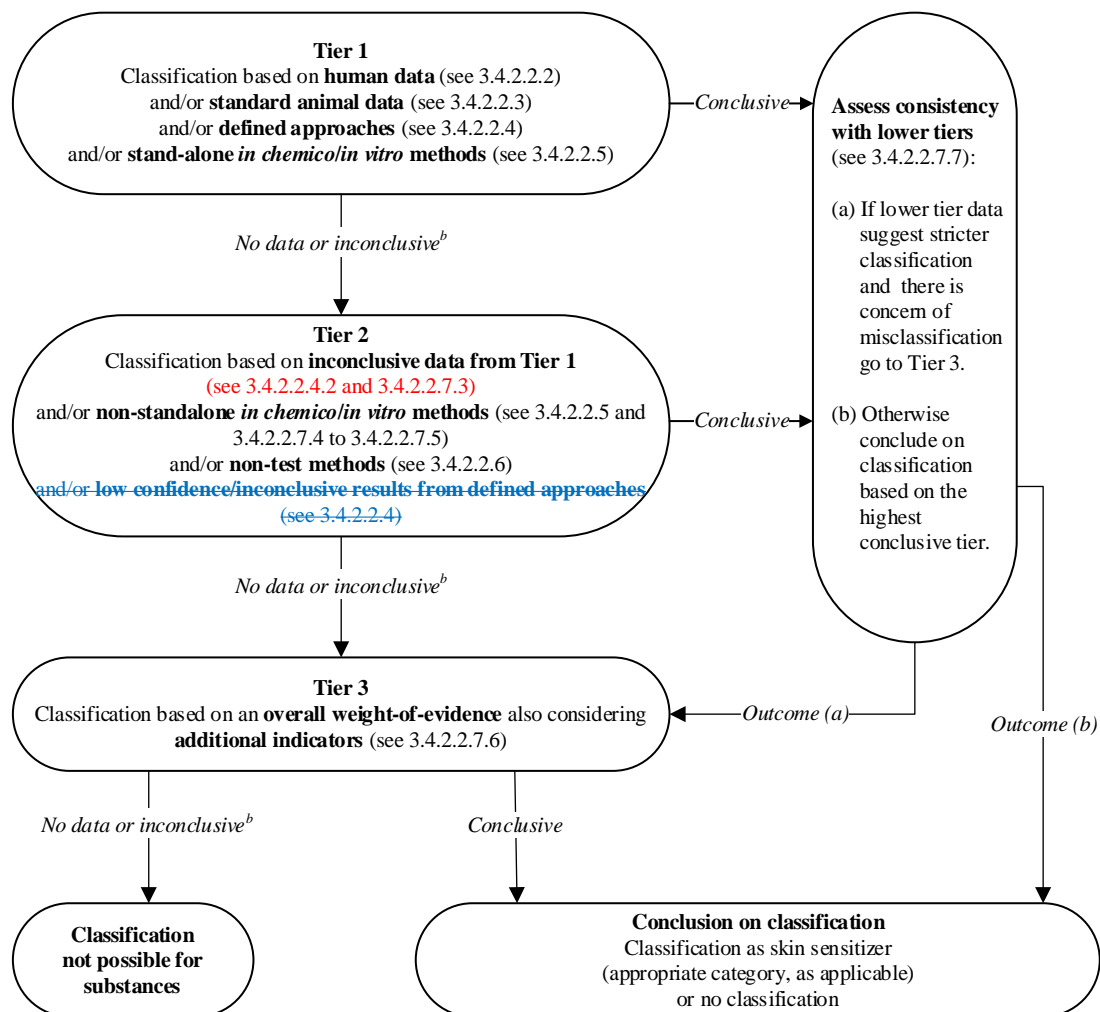 Tier 1
Classification based on human data (see 3.4.2.2.2)
and/or standard animal data (see 3.4.2.2.3)
and/or defined approaches (see 3.4.2.2.4)
and/or stand-alone in chemico/in vitro methods (see 3.4.2.2.5)
Conclusive
Assess consistency
with lower tiers
(see 3.4.2.2.7.7):
(a) If lower tier data
suggest stricter
classification
and there is
concern of
misclassification
go to Tier 3.
(b) Otherwise
conclude on
classification
based on the
highest
conclusive tier.
No data or inconclusive^b
Tier 2
Classification based on inconclusive data from Tier 1
(see 3.4.2.2.4.2 and 3.4.2.2.7.3)
and/or non-standalone in chemico/in vitro methods (see 3.4.2.2.5 and
3.4.2.2.7.4 to 3.4.2.2.7.5)
and/or non-test methods (see 3.4.2.2.6)
and/or low confidence/inconclusive results from defined approaches
(see 3.4.2.2.4)
Conclusive
No data or inconclusive^b
Tier 3
Classification based on an overall weight-of-evidence also considering
additional indicators (see 3.4.2.2.7.6)
Outcome (a)
Outcome (b)
No data or inconclusive^b
Conclusive
Classification
not possible for
substances
Conclusion on classification
Classification as skin sensitizer
(appropriate category, as applicable)
or no classification